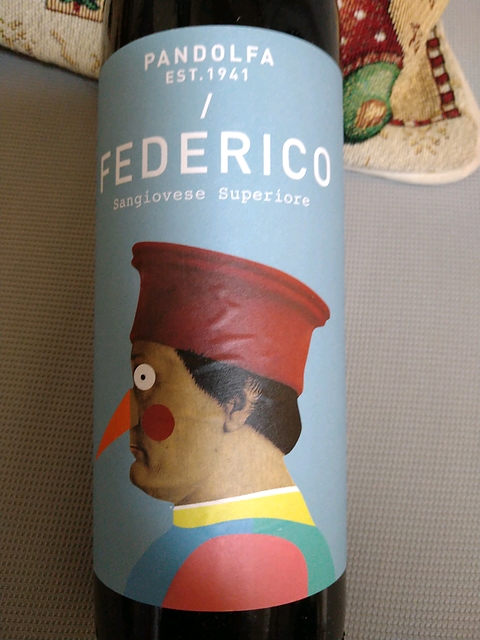 PANDOLFA
EST.1941
/
FEDERICO
Sangiovese Superiore